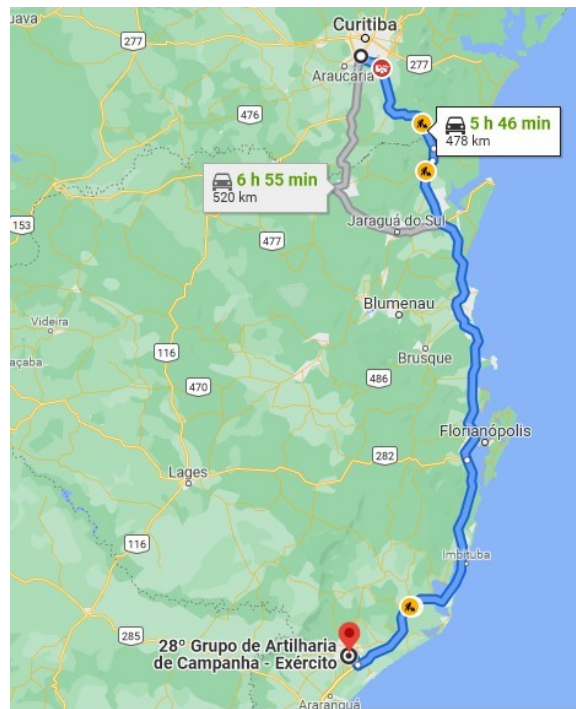 uava
Curitiba
277
277
Araucária
476
5 h 46 min
478 km
6 h 55 min
520 km
153
Jaraguá do Sul
477
Blumenau
Videira
116
Brusque
açaba
470
486
Florianópolis
282
Lages
116
Imbituba
285
28º Grupo de Artilharia
de Campanha - Exército
Araranguá